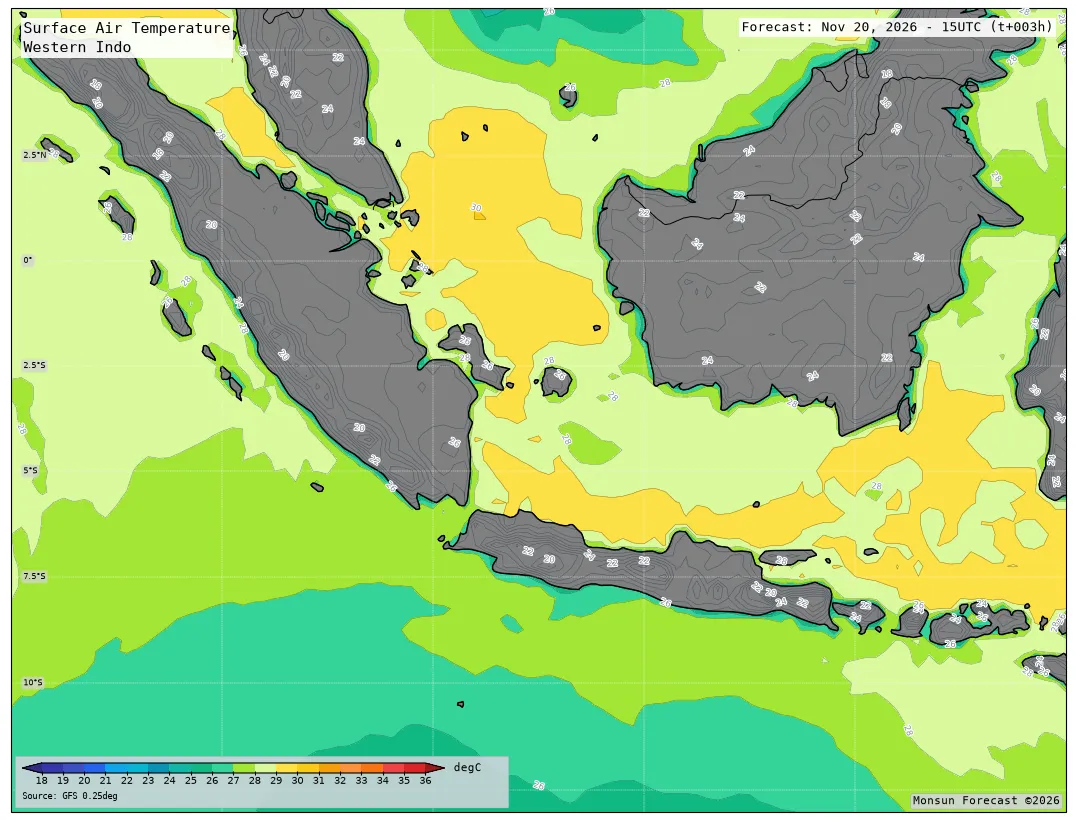 Surface Air Temperature
Western Indo
Forecast: Nov 20, 2026 - 15UTC (t+003h)
2.5°N
0°
2.5°S
5°S
7.5°S
10°S
degC
18 19 20 21 22 23 24 25 26 27 28 29 30 31 32 33 34 35 36
Source: GFS 0.25deg
Monsun Forecast ©2026